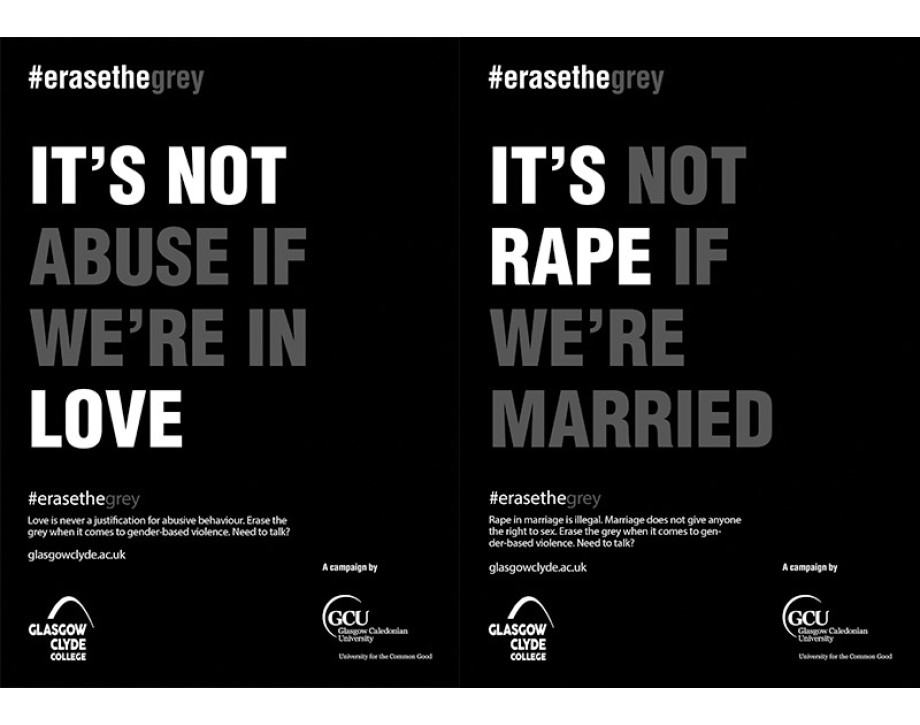 #erasethegrey
IT’S NOT
ABUSE IF
WE’RE IN
LOVE
#erasethegrey
Love is never a justification for abusive behaviour. Erase the
grey when it comes to gender-based violence. Need to talk?
glasgowclyde.ac.uk
A campaign by
GLASGOW
CLYDE
COLLEGE
GCU
Glasgow Caledonian
University
University for the Common Good
#erasethegrey
IT’S NOT
RAPE IF
WE’RE
MARRIED
#erasethegrey
Rape in marriage is illegal. Marriage does not give anyone
the right to sex. Erase the grey when it comes to gen-
der-based violence. Need to talk?
glasgowclyde.ac.uk
A campaign by
GLASGOW
CLYDE
COLLEGE
GCU
Glasgow Caledonian
University
University for the Common Good